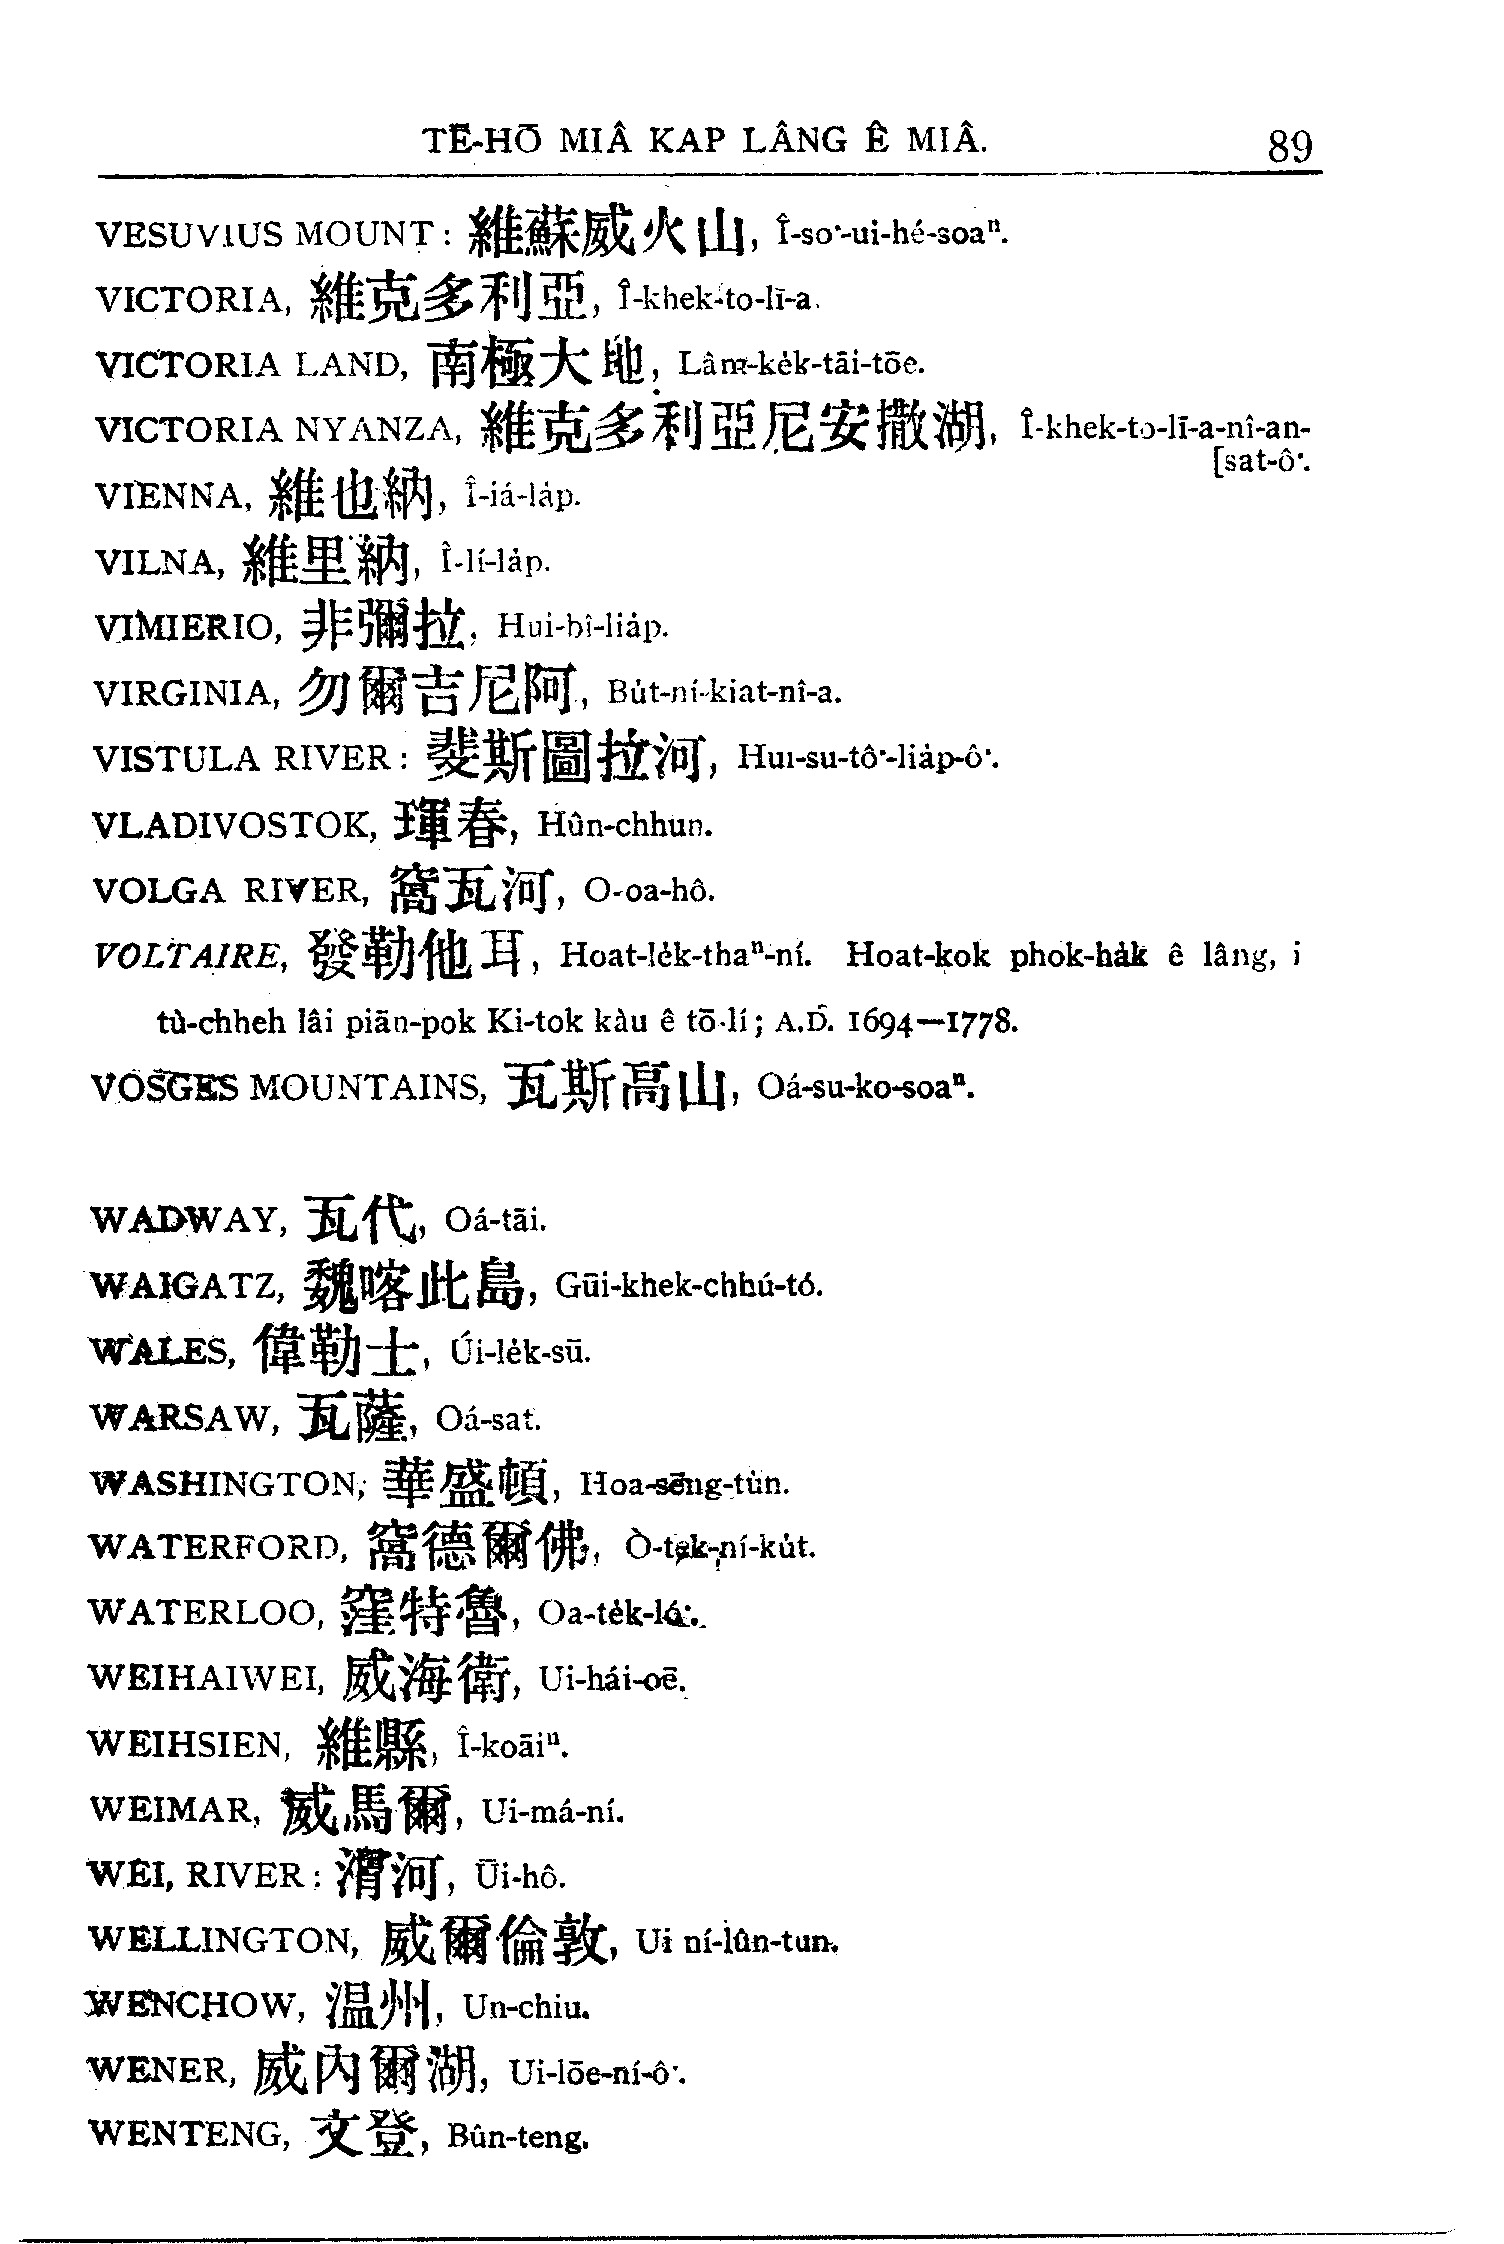 TĒ-HŌ MIÂ KAP LÂNG Ê MIÂ. 89
VESUVIUS MOUNT: 維蘇威火山, Î-so͘-ui-hé-soaⁿ.
VICTORIA, 維克多利亞, Î-khek-to-lī-a.
VICTORIA LAND, 南極大地, Lâm-ke̍k-tāi-tōe.
VICTORIA NYANZA, 維克多利亞尼安撒湖, Î-khek-to-lī-a-nî-an-
[sat-ô͘.
VIENNA, 維也納, Î-iá-la̍p.
VILNA, 維里納, Î-lí-la̍p.
VIMIERIO, 非彌拉, Hui-bî-lia̍p.
VIRGINIA, 勿爾吉尼阿, Bu̍t-ní-kiat-nî-a.
VISTULA RIVER: 斐斯圖拉河, Hui-su-tô͘-lia̍p-ô͘.
VLADIVOSTOK, 琿春, Hûn-chhun.
VOLGA RIVER, 窩瓦河, O-oa-hô.
VOLTAIRE, 發勒他耳, Hoat-le̍k-thaⁿ-ní. Hoat-kok phok-ha̍k ê lâng, i
tù-chheh lâi piān-pok Ki-tok kàu ê tō-lí; A.D. 1694—1778.
VOSGES MOUNTAINS, 瓦斯高山, Oá-su-ko-soaⁿ.
WADWAY, 瓦代, Oá-tāi.
WAIGATZ, 魏喀此島, Gūi-khek-chhú-tó.
WALES, 偉勒士, Úi-le̍k-sū.
WARSAW, 瓦薩, Oá-sat.
WASHINGTON, 華盛頓, Hoa-sēng-tùn.
WATERFORD, 窩德爾佛, Ò-tek-ní-ku̍t.
WATERLOO, 窪特魯, Oa-te̍k-ló͘.
WEIHAIWEI, 威海衛, Ui-hái-oē.
WEIHSIEN, 維縣, Î-koāiⁿ.
WEIMAR, 威馬爾, Ui-má-ní.
WEI, RIVER: 渭河, Ūi-hô.
WELLINGTON, 威爾倫敦, Ui ní-lûn-tun.
WENCHOW, 温州, Un-chiu.
WENER, 威內爾湖, Ui-lōe-ní-ô͘.
WENTENG, 文登, Bûn-teng.